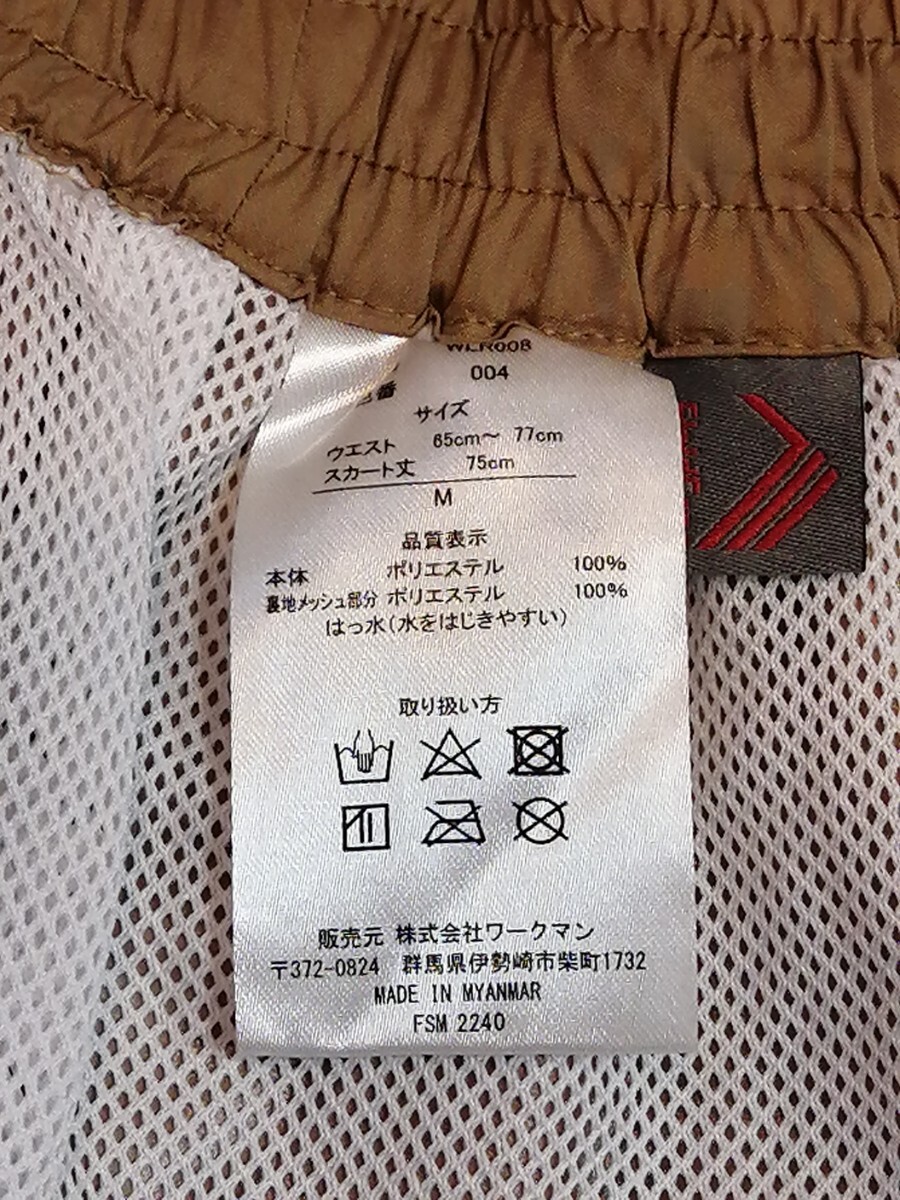 WLR008
004
サイズ
ウエスト 65cm～ 77cm
スカート丈 75cm
M
品質表示
本体 ポリエステル 100%
裏地メッシュ部分 ポリエステル 100%
はっ水(水をはじきやすい)
取り扱い方
販売元 株式会社ワークマン
〒372-0824 群馬県伊勢崎市柴町1732
MADE IN MYANMAR
FSM 2240